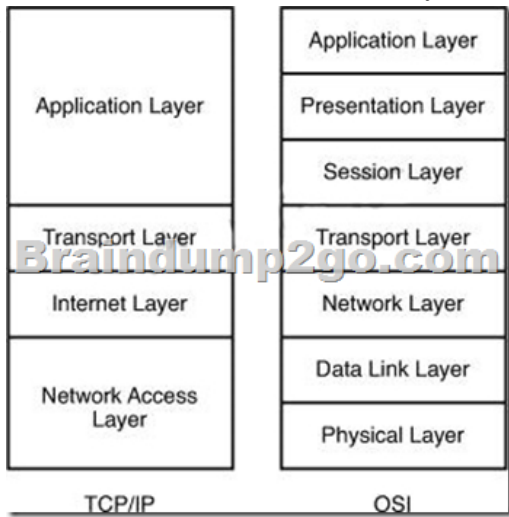 Application Layer
Transport Layer
Internet Layer
Network Access
Layer
TCP/IP
Application Layer
Presentation Layer
Session Layer
Transport Layer
Network Layer
Data Link Layer
Physical Layer
OSI
Braindump2go.com